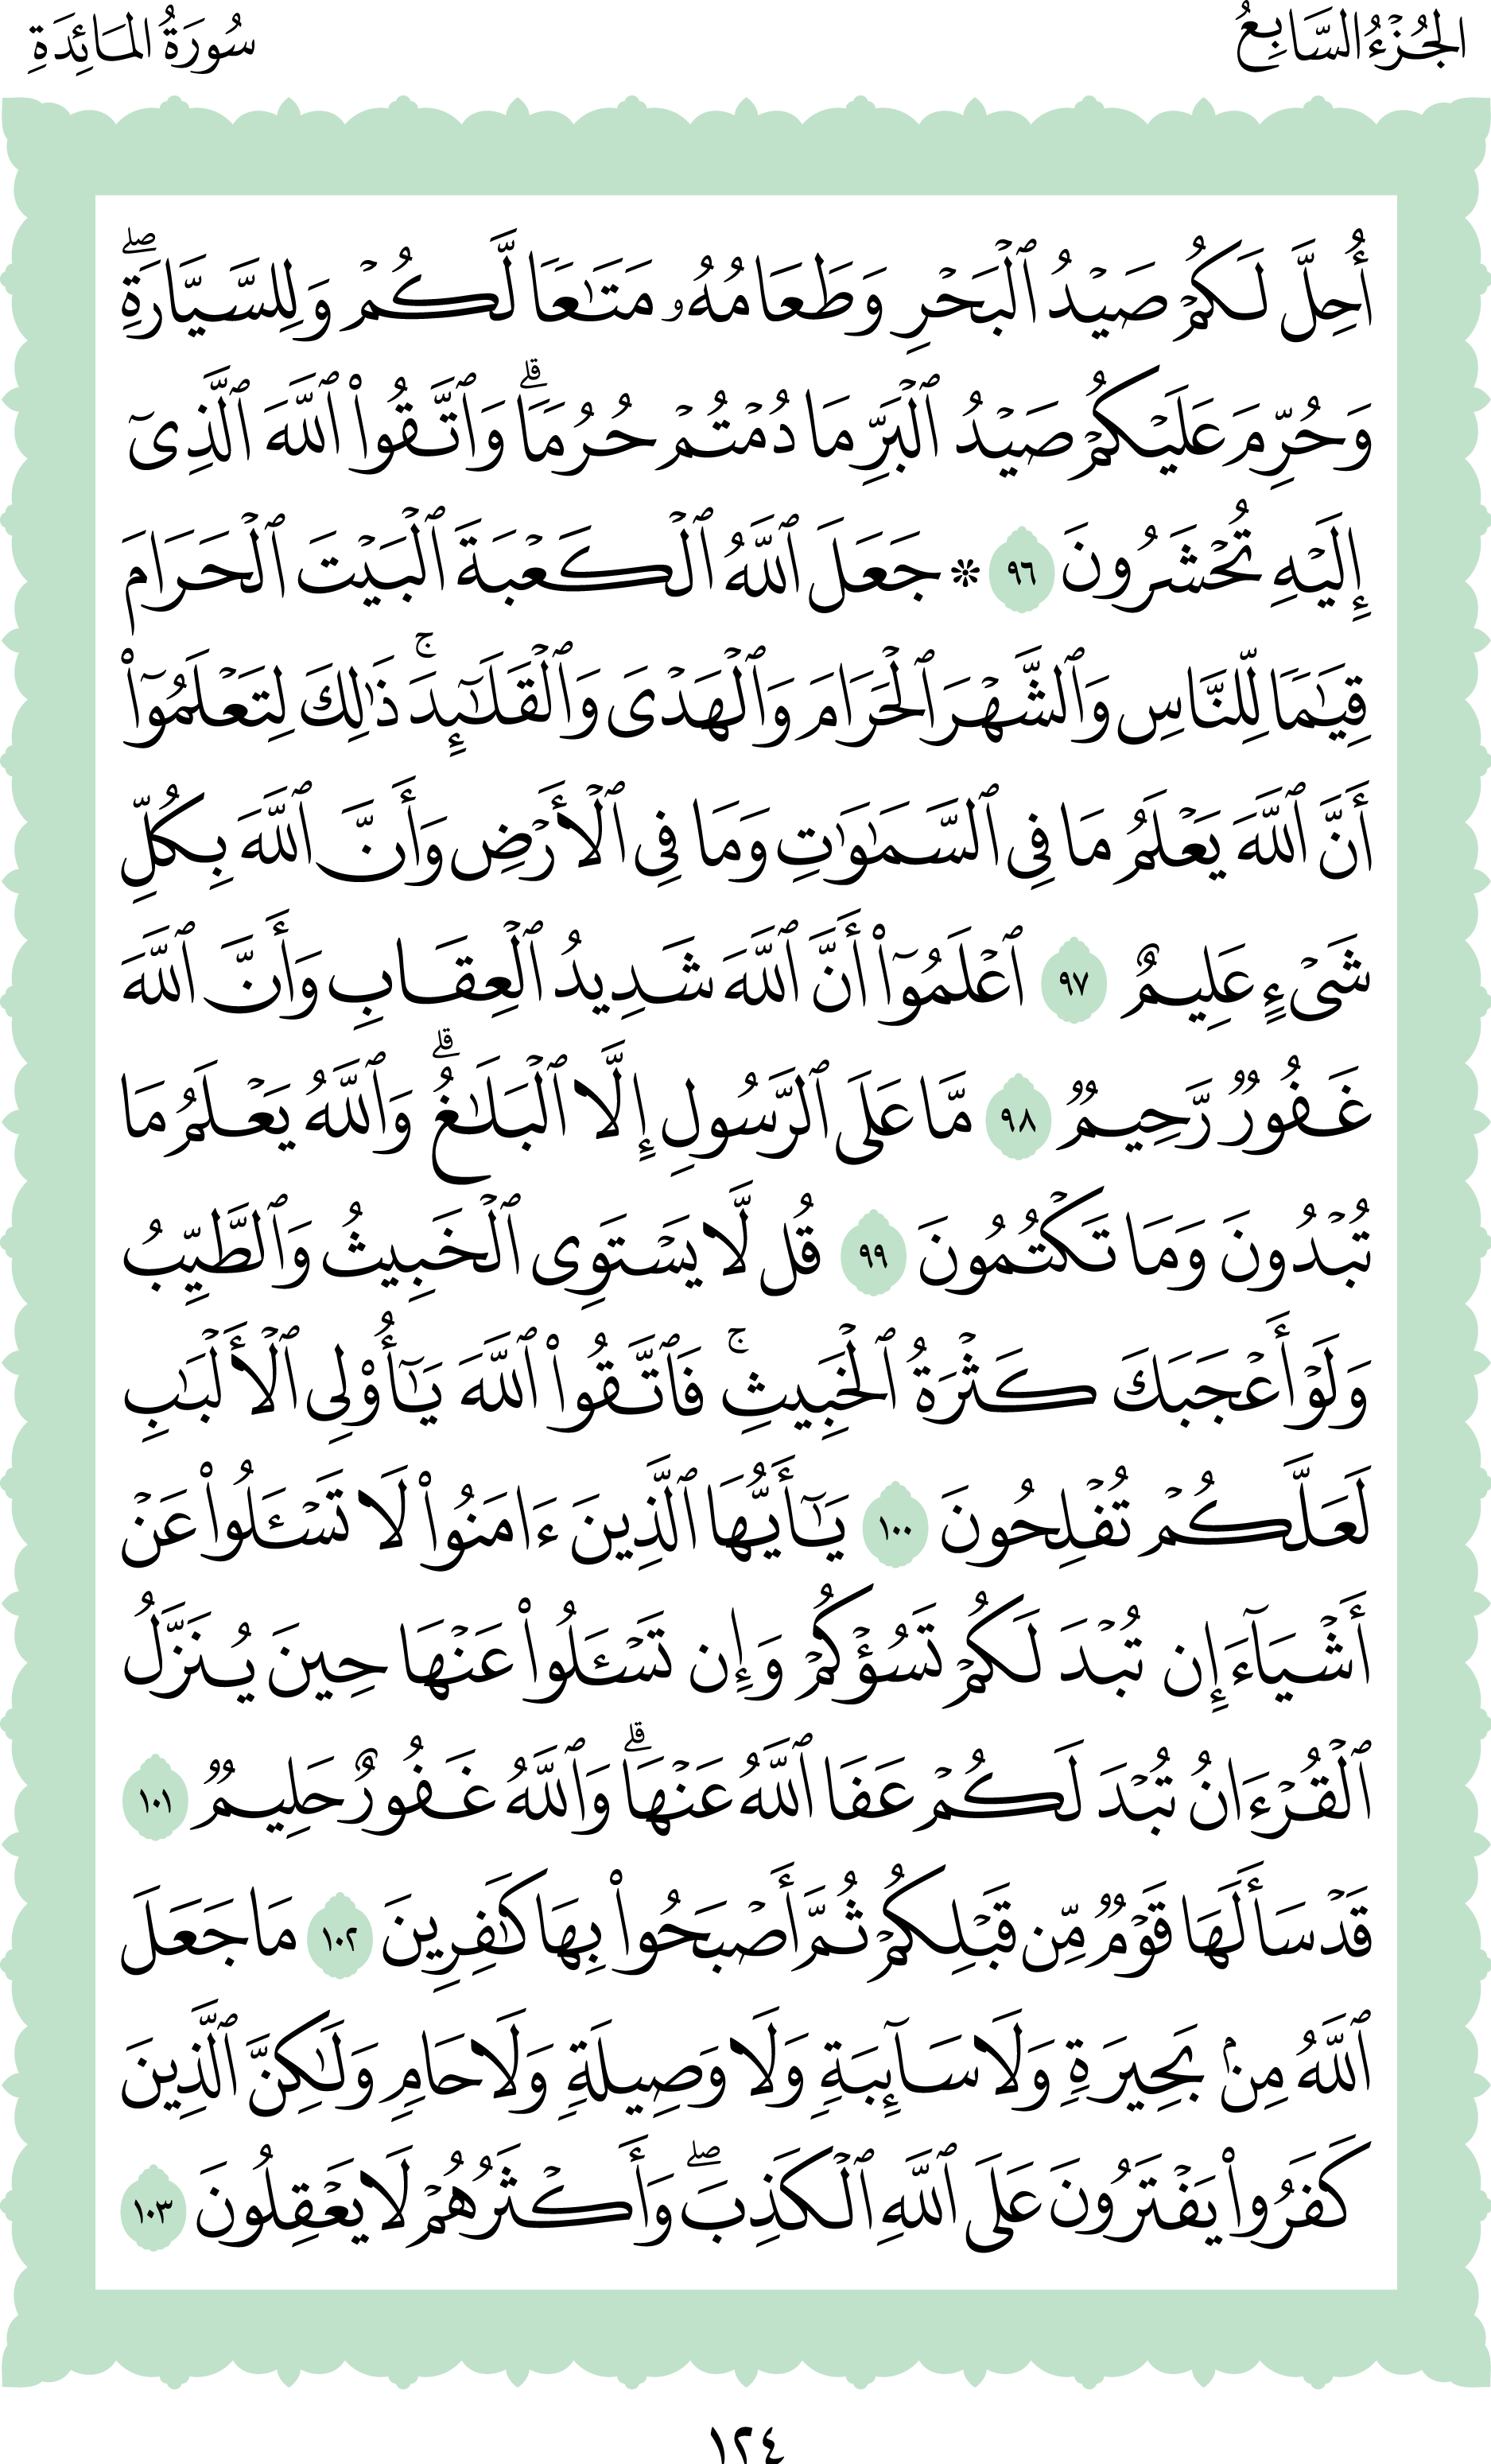 الجُزْءُ السَّابِعُ
سُورَةُ المَائِدَةِ
أُحِلَّ لَكُمۡ صَيۡدُ ٱلۡبَحۡرِ وَطَعَامُهُۥ مَتَٰعٗا لَّكُمۡ وَلِلسَّيَّارَةِۖ
وَحُرِّمَ عَلَيۡكُمۡ صَيۡدُ ٱلۡبَرِّ مَا دُمۡتُمۡ حُرُمٗاۗ وَٱتَّقُواْ ٱللَّهَ ٱلَّذِيٓ
إِلَيۡهِ تُحۡشَرُونَ ٩٦ ۞ جَعَلَ ٱللَّهُ ٱلۡكَعۡبَةَ ٱلۡبَيۡتَ ٱلۡحَرَامَ
قِيَٰمٗا لِّلنَّاسِ وَٱلشَّهۡرَ ٱلۡحَرَامَ وَٱلۡهَدۡيَ وَٱلۡقَلَٰٓئِدَۚ ذَٰلِكَ لِتَعۡلَمُوٓاْ
أَنَّ ٱللَّهَ يَعۡلَمُ مَا فِي ٱلسَّمَٰوَٰتِ وَمَا فِي ٱلۡأَرۡضِ وَأَنَّ ٱللَّهَ بِكُلِّ
شَيۡءٍ عَلِيمٌ ٩٧ ٱعۡلَمُوٓاْ أَنَّ ٱللَّهَ شَدِيدُ ٱلۡعِقَابِ وَأَنَّ ٱللَّهَ
غَفُورٞ رَّحِيمٞ ٩٨ مَّا عَلَى ٱلرَّسُولِ إِلَّا ٱلۡبَلَٰغُۗ وَٱللَّهُ يَعۡلَمُ مَا
تُبۡدُونَ وَمَا تَكۡتُمُونَ ٩٩ قُل لَّا يَسۡتَوِي ٱلۡخَبِيثُ وَٱلطَّيِّبُ
وَلَوۡ أَعۡجَبَكَ كَثۡرَةُ ٱلۡخَبِيثِۚ فَٱتَّقُواْ ٱللَّهَ يَٰٓأُوْلِي ٱلۡأَلۡبَٰبِ
لَعَلَّكُمۡ تُفۡلِحُونَ ١٠٠ يَٰٓأَيُّهَا ٱلَّذِينَ ءَامَنُواْ لَا تَسۡـَٔلُواْ عَنۡ
أَشۡيَآءَ إِن تُبۡدَ لَكُمۡ تَسُؤۡكُمۡ وَإِن تَسۡـَٔلُواْ عَنۡهَا حِينَ يُنَزَّلُ
ٱلۡقُرۡءَانُ تُبۡدَ لَكُمۡ عَفَا ٱللَّهُ عَنۡهَاۗ وَٱللَّهُ غَفُورٌ حَلِيمٞ ١٠١
قَدۡ سَأَلَهَا قَوۡمٞ مِّن قَبۡلِكُمۡ ثُمَّ أَصۡبَحُواْ بِهَا كَٰفِرِينَ ١٠٢ مَا جَعَلَ
ٱللَّهُ مِنۢ بَحِيرَةٖ وَلَا سَآئِبَةٖ وَلَا وَصِيلَةٖ وَلَا حَامٖ وَلَٰكِنَّ ٱلَّذِينَ
كَفَرُواْ يَفۡتَرُونَ عَلَى ٱللَّهِ ٱلۡكَذِبَۖ وَأَكۡثَرُهُمۡ لَا يَعۡقِلُونَ ١٠٣
١٢٤